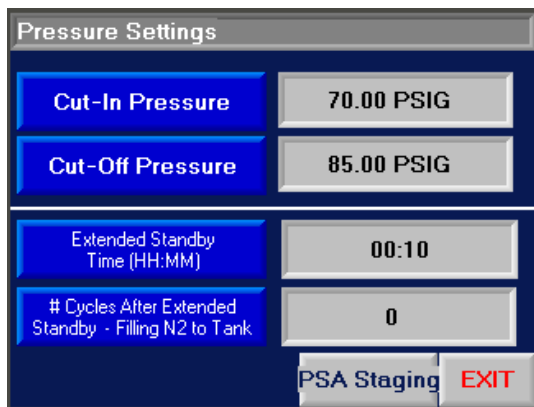 Pressure Settings
Cut-In Pressure
70.00 PSIG
Cut-Off Pressure
85.00 PSIG
Extended Standby
Time (HH:MM)
00:10
# Cycles After Extended
Standby - Filling N2 to Tank
0
PSA Staging
EXIT